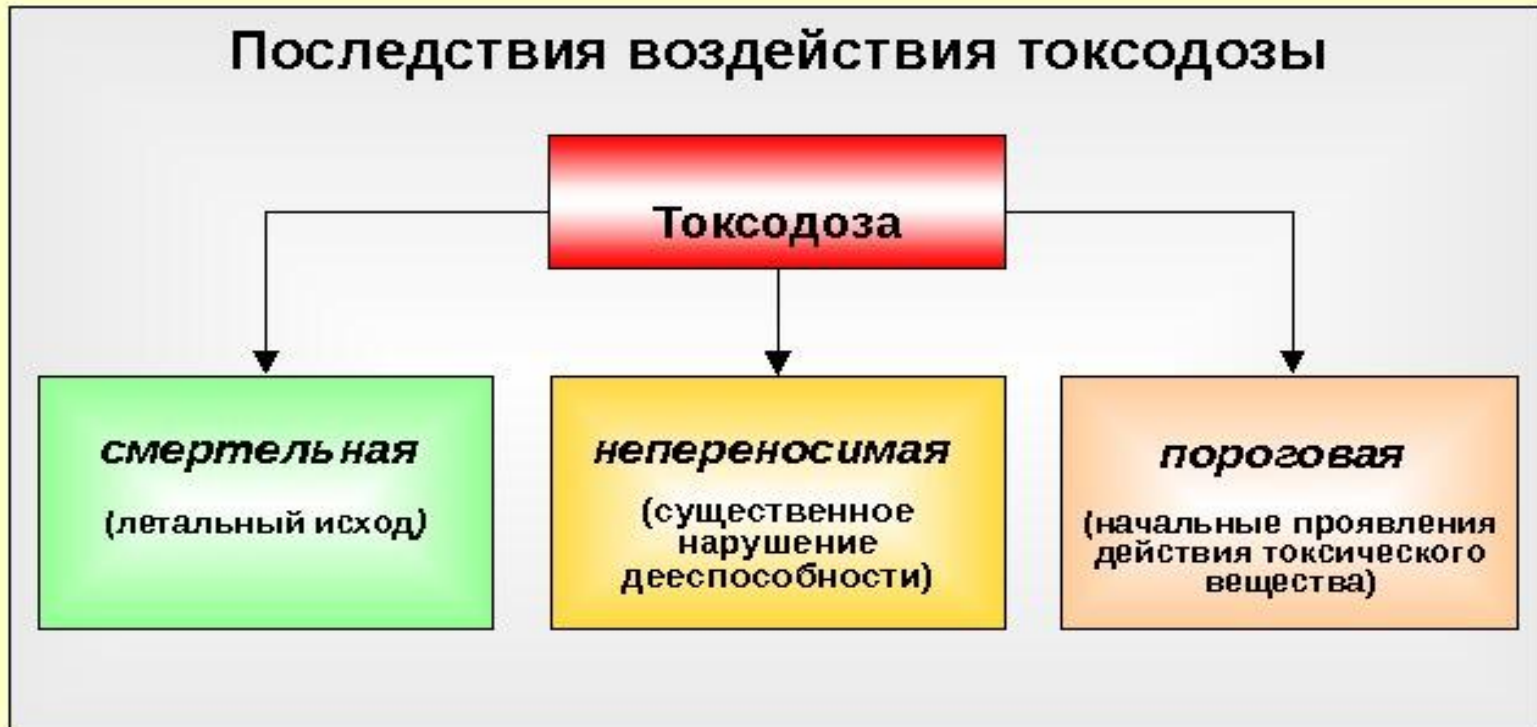 Последствия воздействия токсодозы
Токсодоза
смертельная
(летальный исход)
непереносимая
(существенное
нарушение
дееспособности)
пороговая
(начальные проявления
действия токсического
вещества)